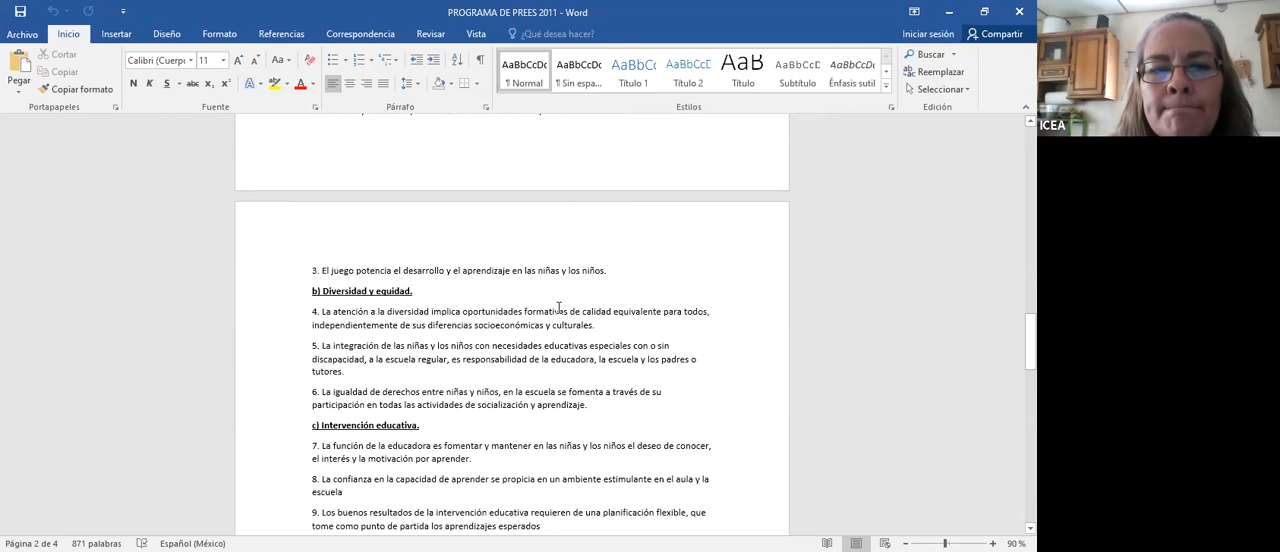 PROGRAMA DE PREES 2011 - Word
Archivo Inicio Insertar Diseño Formato Referencias Correspondencia Revisar Vista ¿Qué desea hacer? Iniciar sesión Compartir
Pegar
Cortar
Copiar
Copiar formato
Portapapeles
Calibri (Cuerpo 11
N K S abc x₂ x²
Fuente
Párrafo
AaBbCcDc AaBbCcDc AaBbCc AaBbCcC AaB AaBbCcD AaBbCcDc
¶ Normal ¶ Sin espa... Título 1 Título 2 Título Subtítulo Énfasis sutil
Estilos
Buscar
Reemplazar
Seleccionar
Edición
ICEA
3. El juego potencia el desarrollo y el aprendizaje en las niñas y los niños.
b) Diversidad y equidad.
4. La atención a la diversidad implica oportunidades formativas de calidad equivalente para todos,
independientemente de sus diferencias socioeconómicas y culturales.
5. La integración de las niñas y los niños con necesidades educativas especiales con o sin
discapacidad, a la escuela regular, es responsabilidad de la educadora, la escuela y los padres o
tutores.
6. La igualdad de derechos entre niñas y niños, en la escuela se fomenta a través de su
participación en todas las actividades de socialización y aprendizaje.
c) Intervención educativa.
7. La función de la educadora es fomentar y mantener en las niñas y los niños el deseo de conocer,
el interés y la motivación por aprender.
8. La confianza en la capacidad de aprender se propicia en un ambiente estimulante en el aula y la
escuela
9. Los buenos resultados de la intervención educativa requieren de una planificación flexible, que
tome como punto de partida los aprendizajes esperados
Página 2 de 4 871 palabras Español (México) 90 %